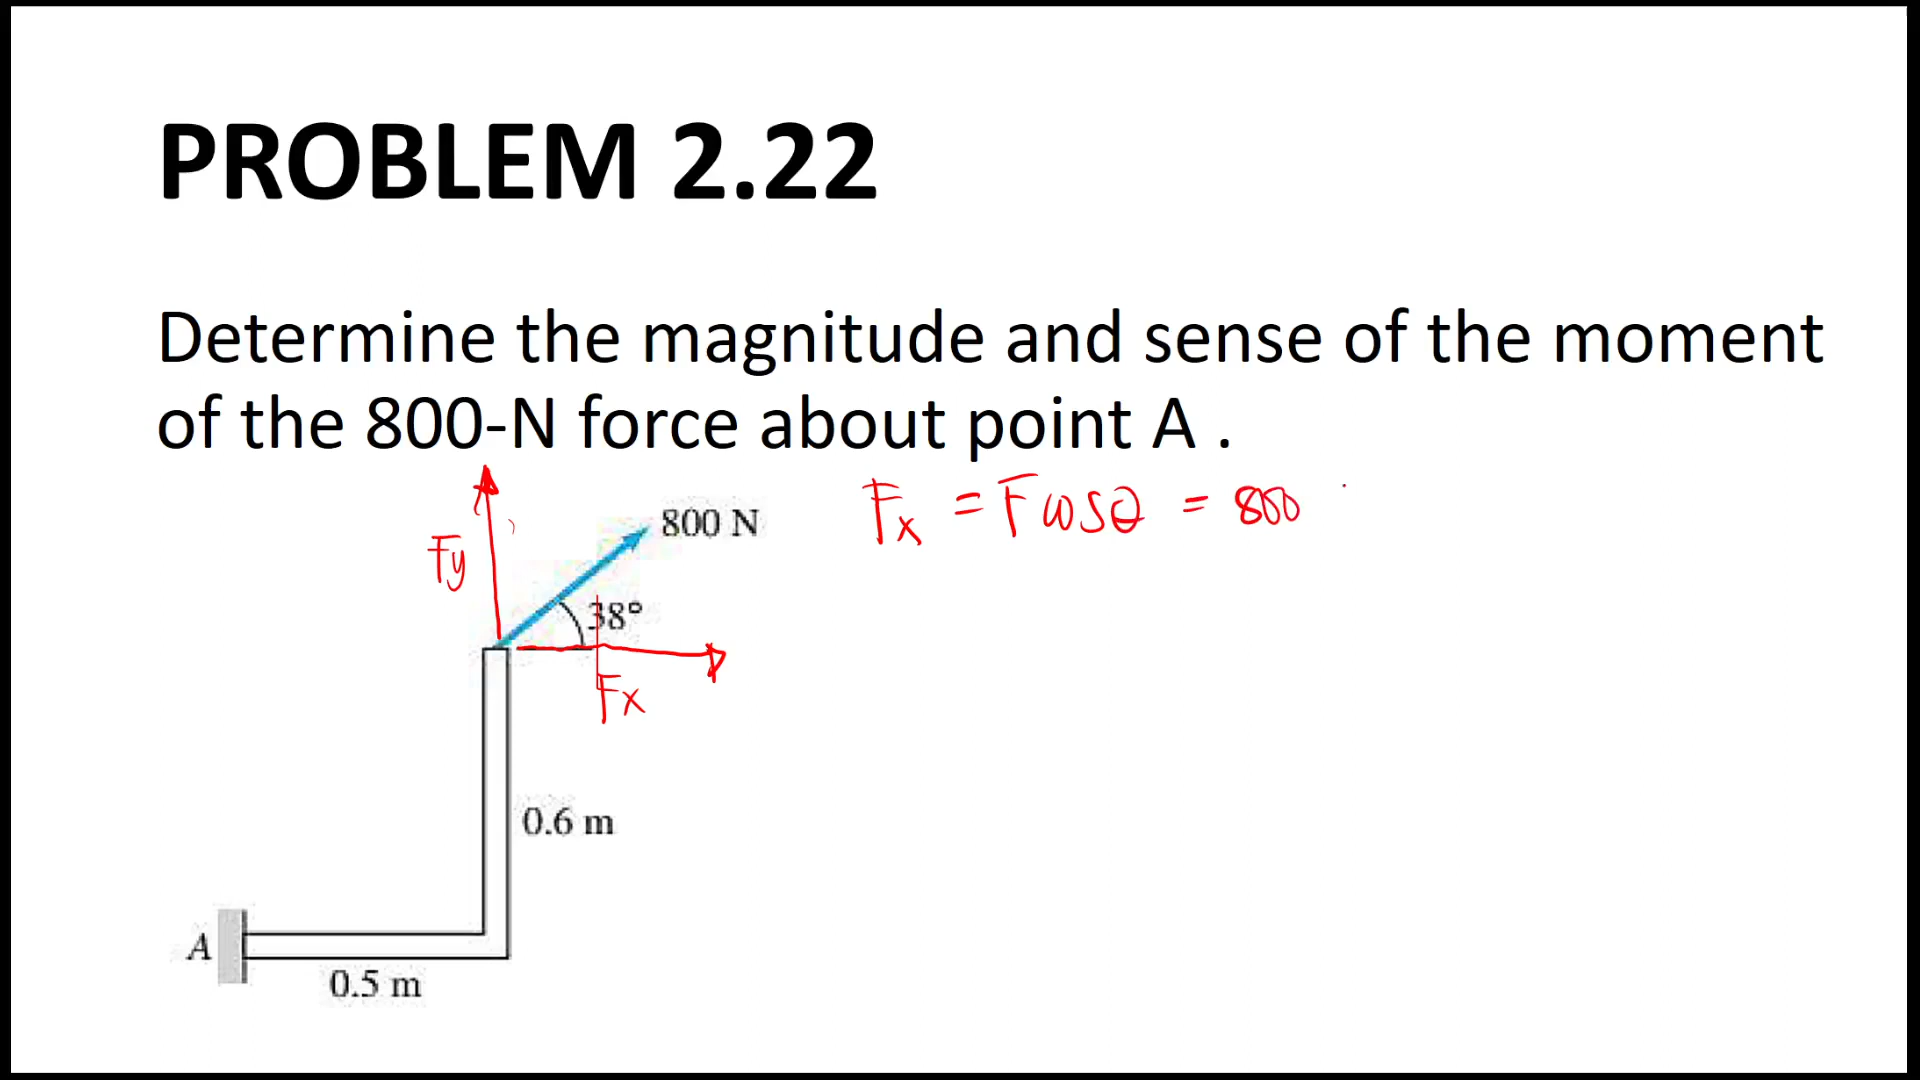 PROBLEM 2.22
Determine the magnitude and sense of the moment
of the 800-N force about point A .
Fx = F cosθ = 800
800 N
Fy
38°
Fx
0.6 m
A
0.5 m